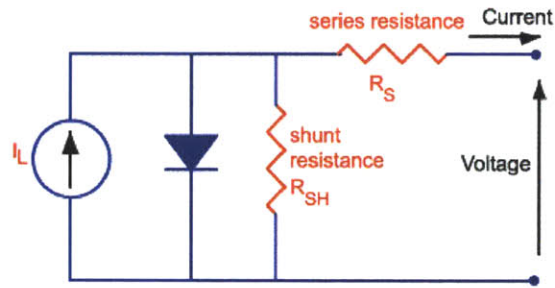 series resistance
Current
R_S
I_L
shunt
resistance
R_SH
Voltage